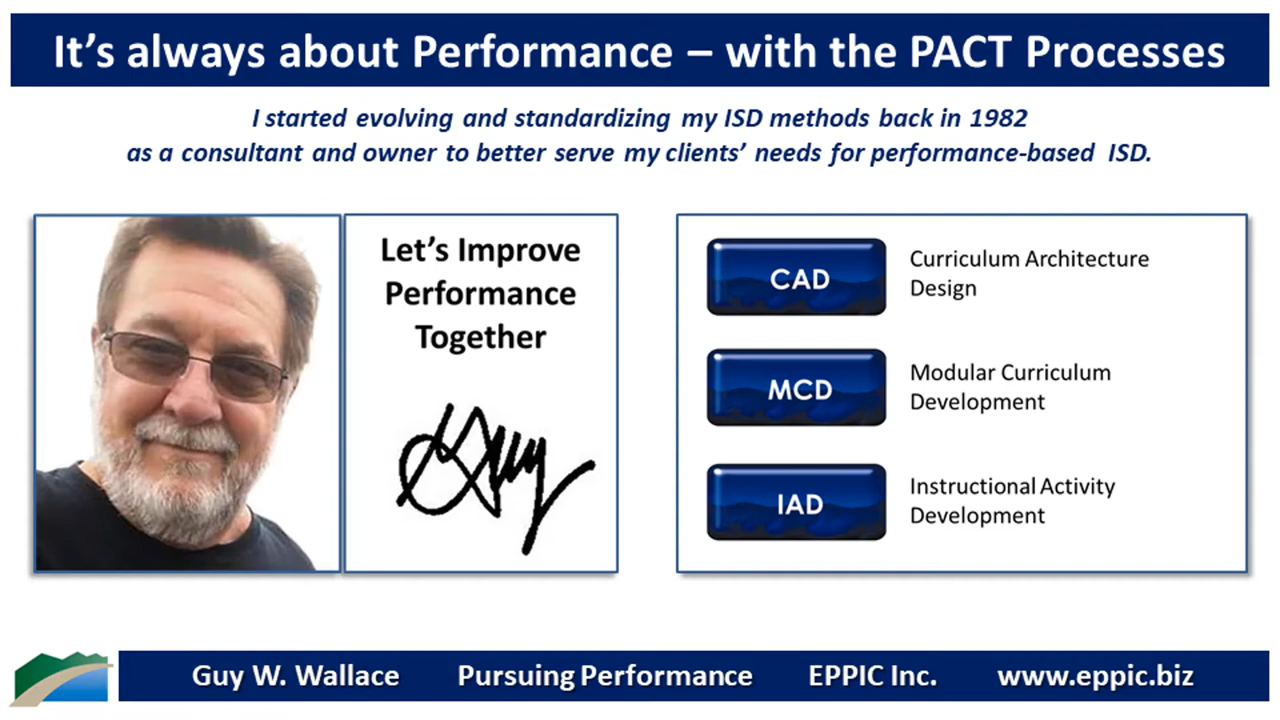 It's always about Performance – with the PACT Processes
I started evolving and standardizing my ISD methods back in 1982
as a consultant and owner to better serve my clients' needs for performance-based ISD.
Let's Improve
Performance
Together
Guy
CAD
Curriculum Architecture
Design
MCD
Modular Curriculum
Development
IAD
Instructional Activity
Development
Guy W. Wallace Pursuing Performance EPPIC Inc. www.eppic.biz